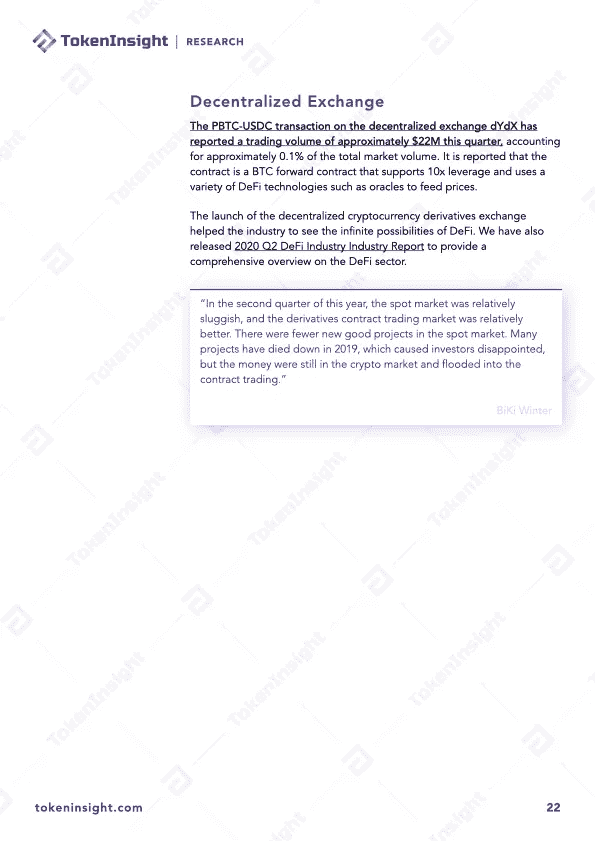 TokenInsight | RESEARCH
Decentralized Exchange
The PBTC-USDC transaction on the decentralized exchange dYdX has
reported a trading volume of approximately $22M this quarter, accounting
for approximately 0.1% of the total market volume. It is reported that the
contract is a BTC forward contract that supports 10x leverage and uses a
variety of DeFi technologies such as oracles to feed prices.
The launch of the decentralized cryptocurrency derivatives exchange
helped the industry to see the infinite possibilities of DeFi. We have also
released 2020 Q2 DeFi Industry Industry Report to provide a
comprehensive overview on the DeFi sector.
“In the second quarter of this year, the spot market was relatively
sluggish, and the derivatives contract trading market was relatively
better. There were fewer new good projects in the spot market. Many
projects have died down in 2019, which caused investors disappointed,
but the money were still in the crypto market and flooded into the
contract trading.”
BiKi Winter
tokeninsight.com
22